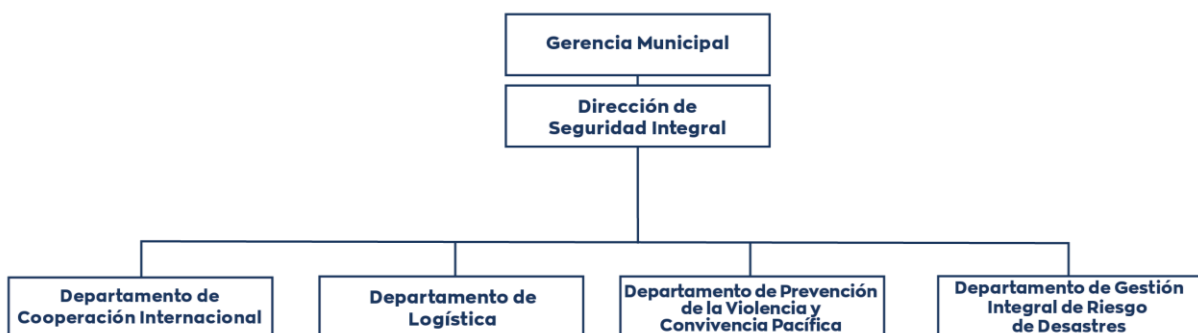 Gerencia Municipal
Dirección de
Seguridad Integral
Departamento de
Cooperación Internacional
Departamento de
Logística
Departamento de Prevención
de la Violencia y
Convivencia Pacífica
Departamento de Gestión
Integral de Riesgo
de Desastres